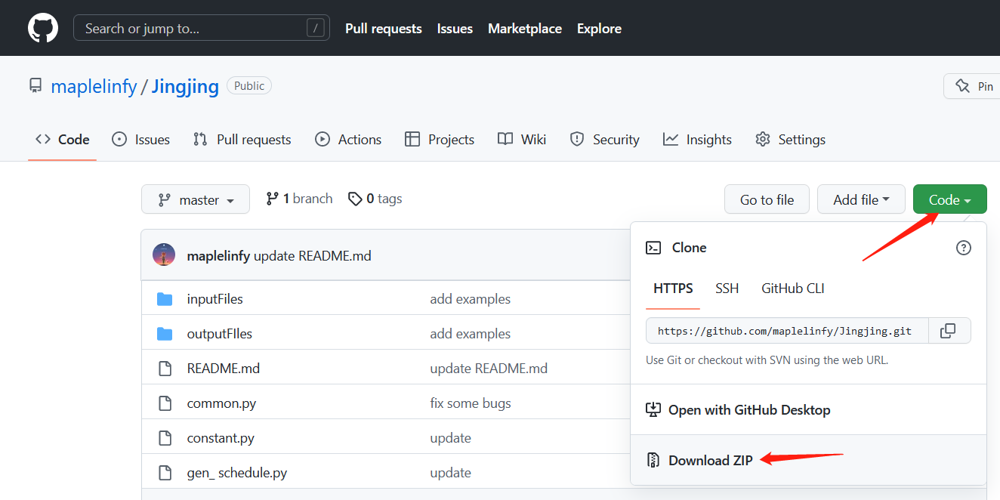 Search or jump to... / Pull requests Issues Marketplace Explore
maplelinfy / Jingjing Public Pin
Code Issues Pull requests Actions Projects Wiki Security Insights Settings
master 1 branch 0 tags Go to file Add file Code
maplelinfy update README.md
inputFiles add examples
outputFIles add examples
README.md update README.md
common.py fix some bugs
constant.py update
gen_ schedule.py update
Clone ?
HTTPS SSH GitHub CLI
https://github.com/maplelinfy/Jingjing.git
Use Git or checkout with SVN using the web URL.
Open with GitHub Desktop
Download ZIP